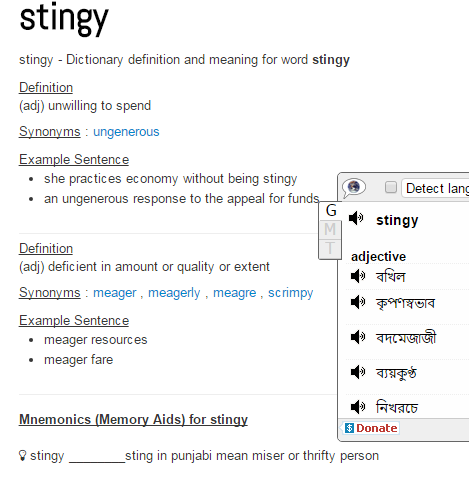 stingy
stingy - Dictionary definition and meaning for word stingy
Definition
(adj) unwilling to spend
Synonyms : ungenerous
Example Sentence
she practices economy without being stingy
an ungenerous response to the appeal for funds
Definition
(adj) deficient in amount or quality or extent
Synonyms : meager , meagerly , meagre , scrimpy
Example Sentence
meager resources
meager fare
Mnemonics (Memory Aids) for stingy
stingy ________sting in punjabi mean miser or thrifty person
Detect lang
G
M
T
stingy
adjective
বখিল
কৃপণস্বভাব
বদমেজাজী
ব্যয়কুণ্ঠ
নিখরচে
$ Donate